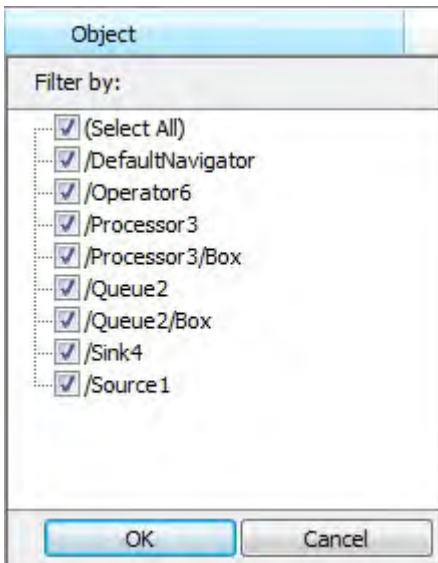 Object
Filter by:
(Select All)
/DefaultNavigator
/Operator6
/Processor3
/Processor3/Box
/Queue2
/Queue2/Box
/Sink4
/Source1
OK Cancel